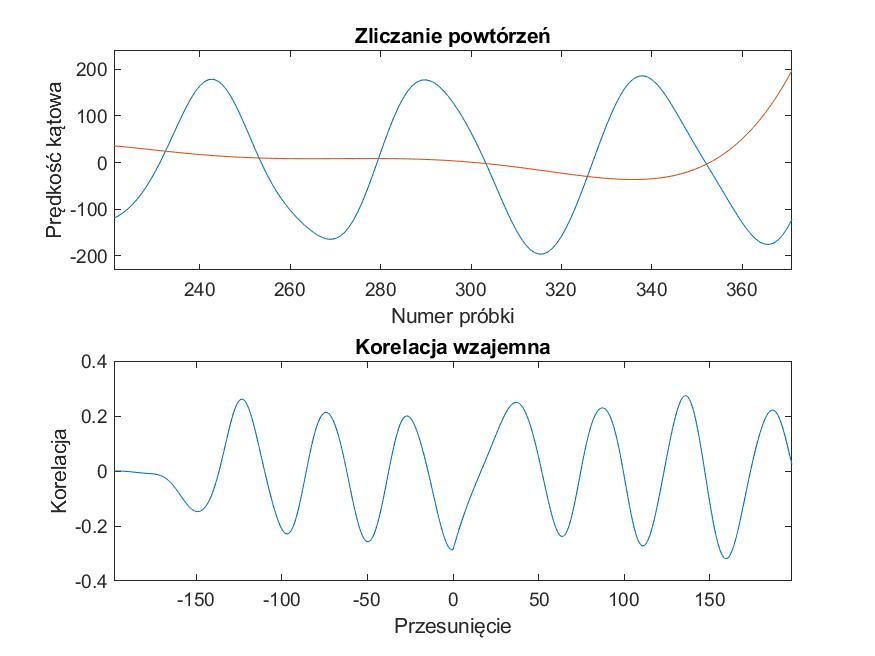 Zliczanie powtórzeń
Prędkość kątowa
200
100
0
-100
-200
240 260 280 300 320 340 360
Numer próbki
Korelacja wzajemna
Korelacja
0.4
0.2
0
-0.2
-0.4
-150 -100 -50 0 50 100 150
Przesunięcie